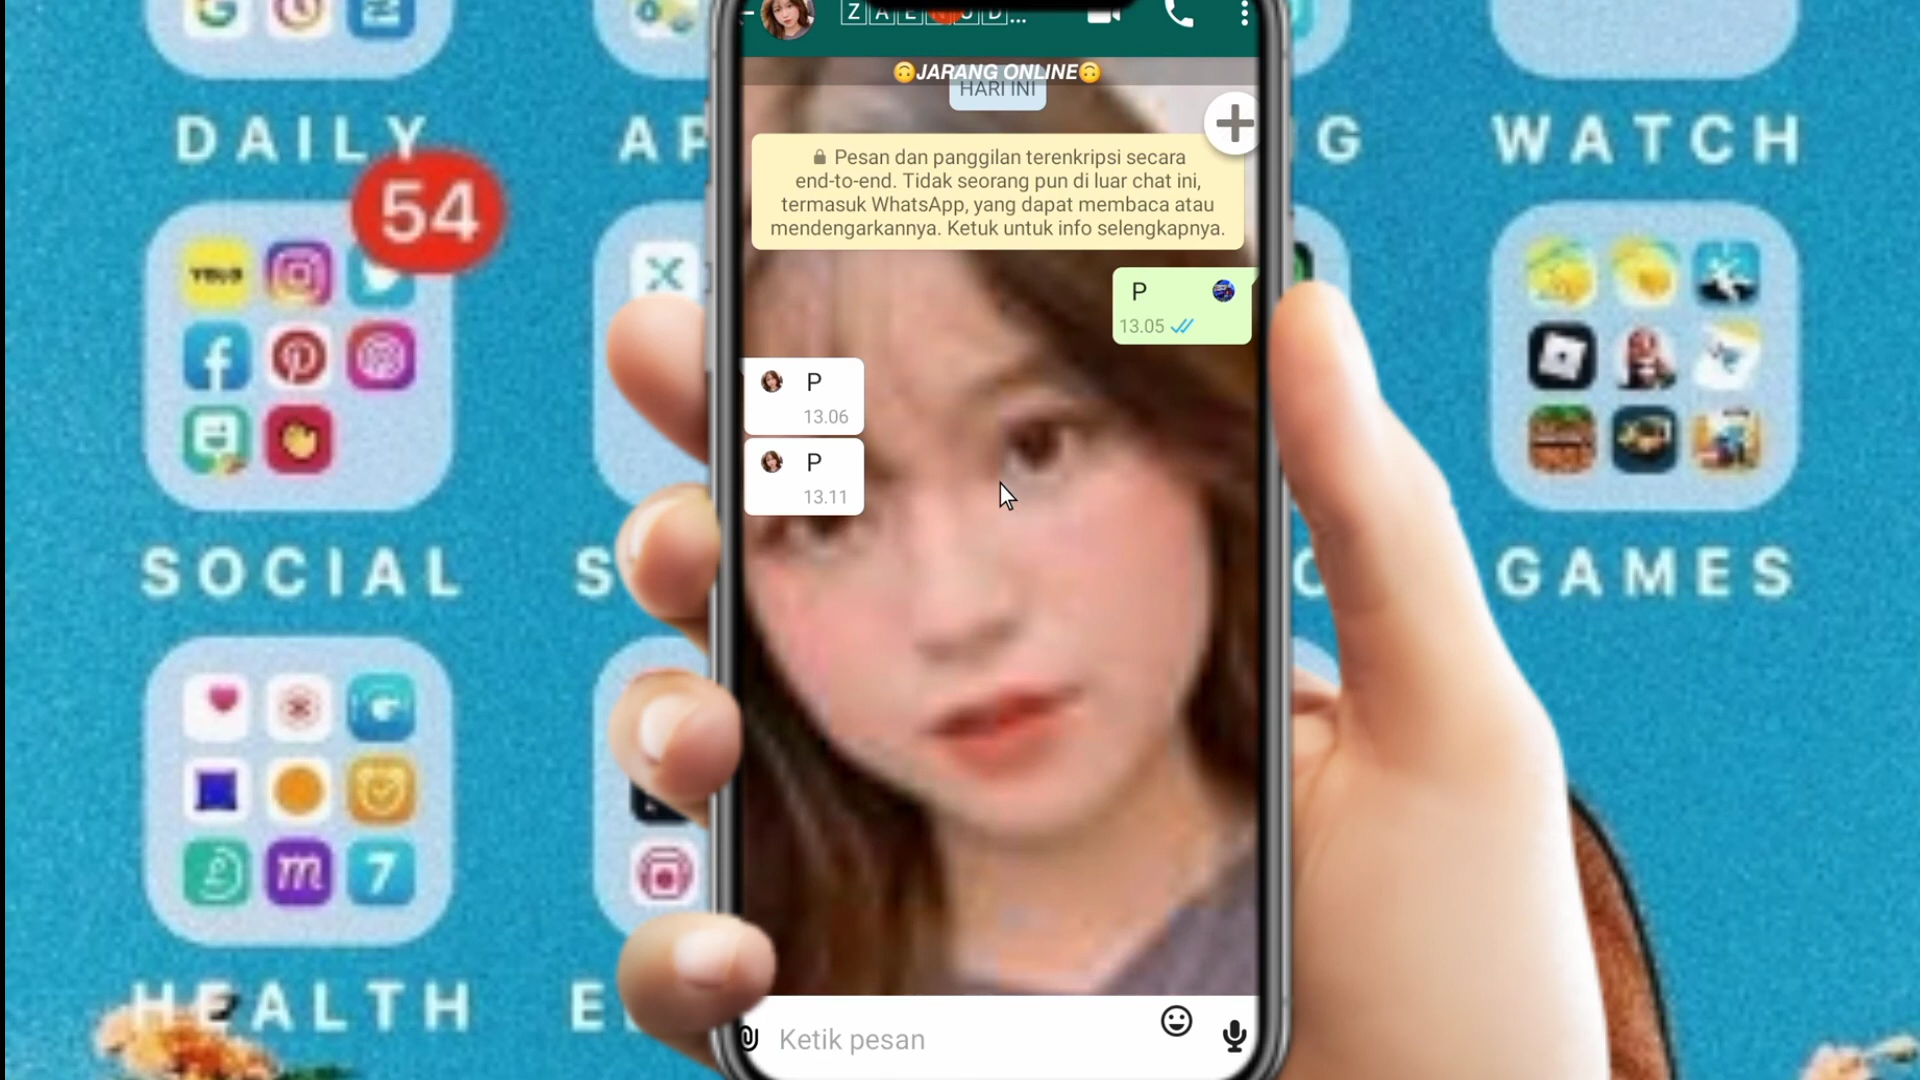 Z A E N U D...
🙃JARANG ONLINE🙃
HARI INI
🔒 Pesan dan panggilan terenkripsi secara
end-to-end. Tidak seorang pun di luar chat ini,
termasuk WhatsApp, yang dapat membaca atau
mendengarkannya. Ketuk untuk info selengkapnya.
P
13.05
P
13.06
P
13.11
Ketik pesan
DAILY
AP
G
WATCH
54
YOLO
SOCIAL
S
GAMES
m
7
HEALTH
E